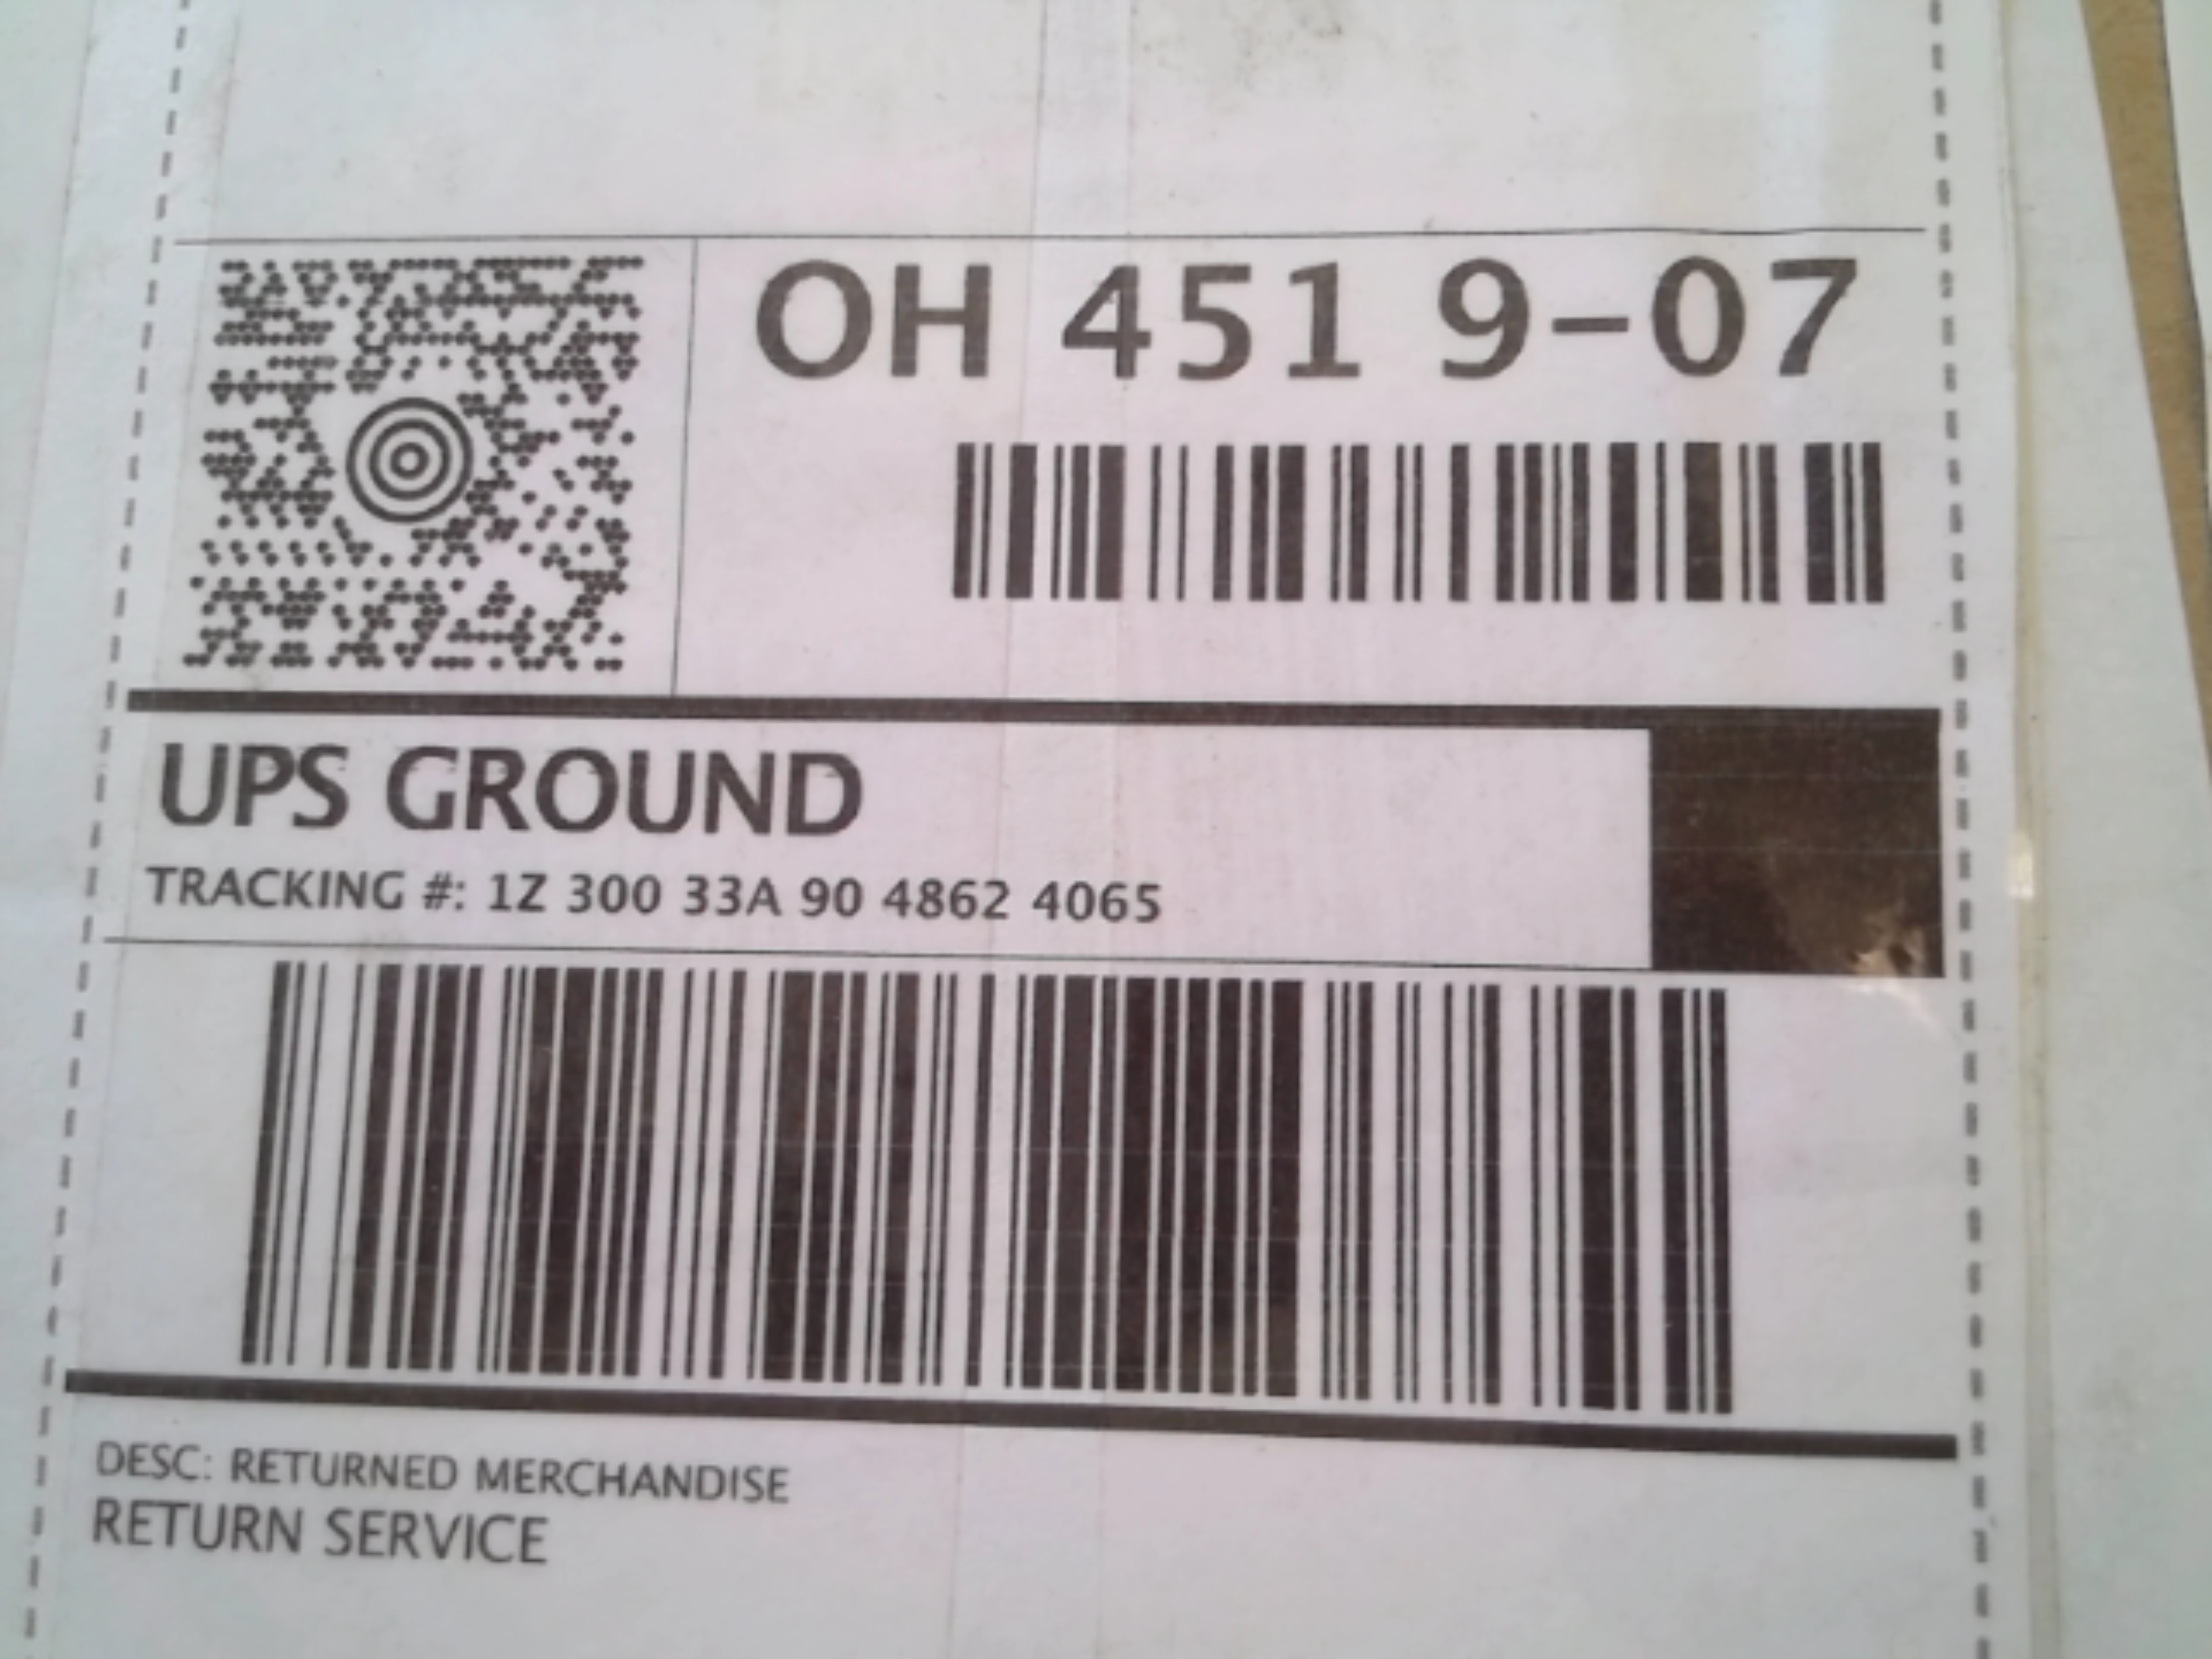 OH 451 9-07
UPS GROUND
TRACKING #: 1Z 300 33A 90 4862 4065
DESC: RETURNED MERCHANDISE
RETURN SERVICE